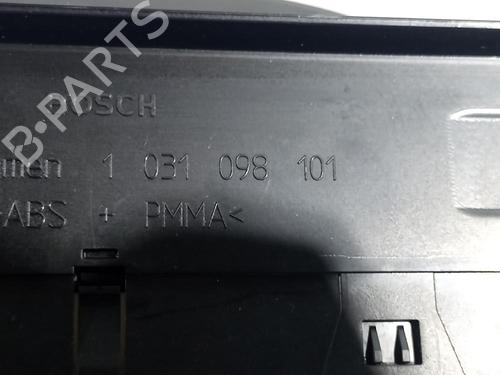 B-PARTS
BOSCH
men 1 031 098 101
ABS + PMMA<